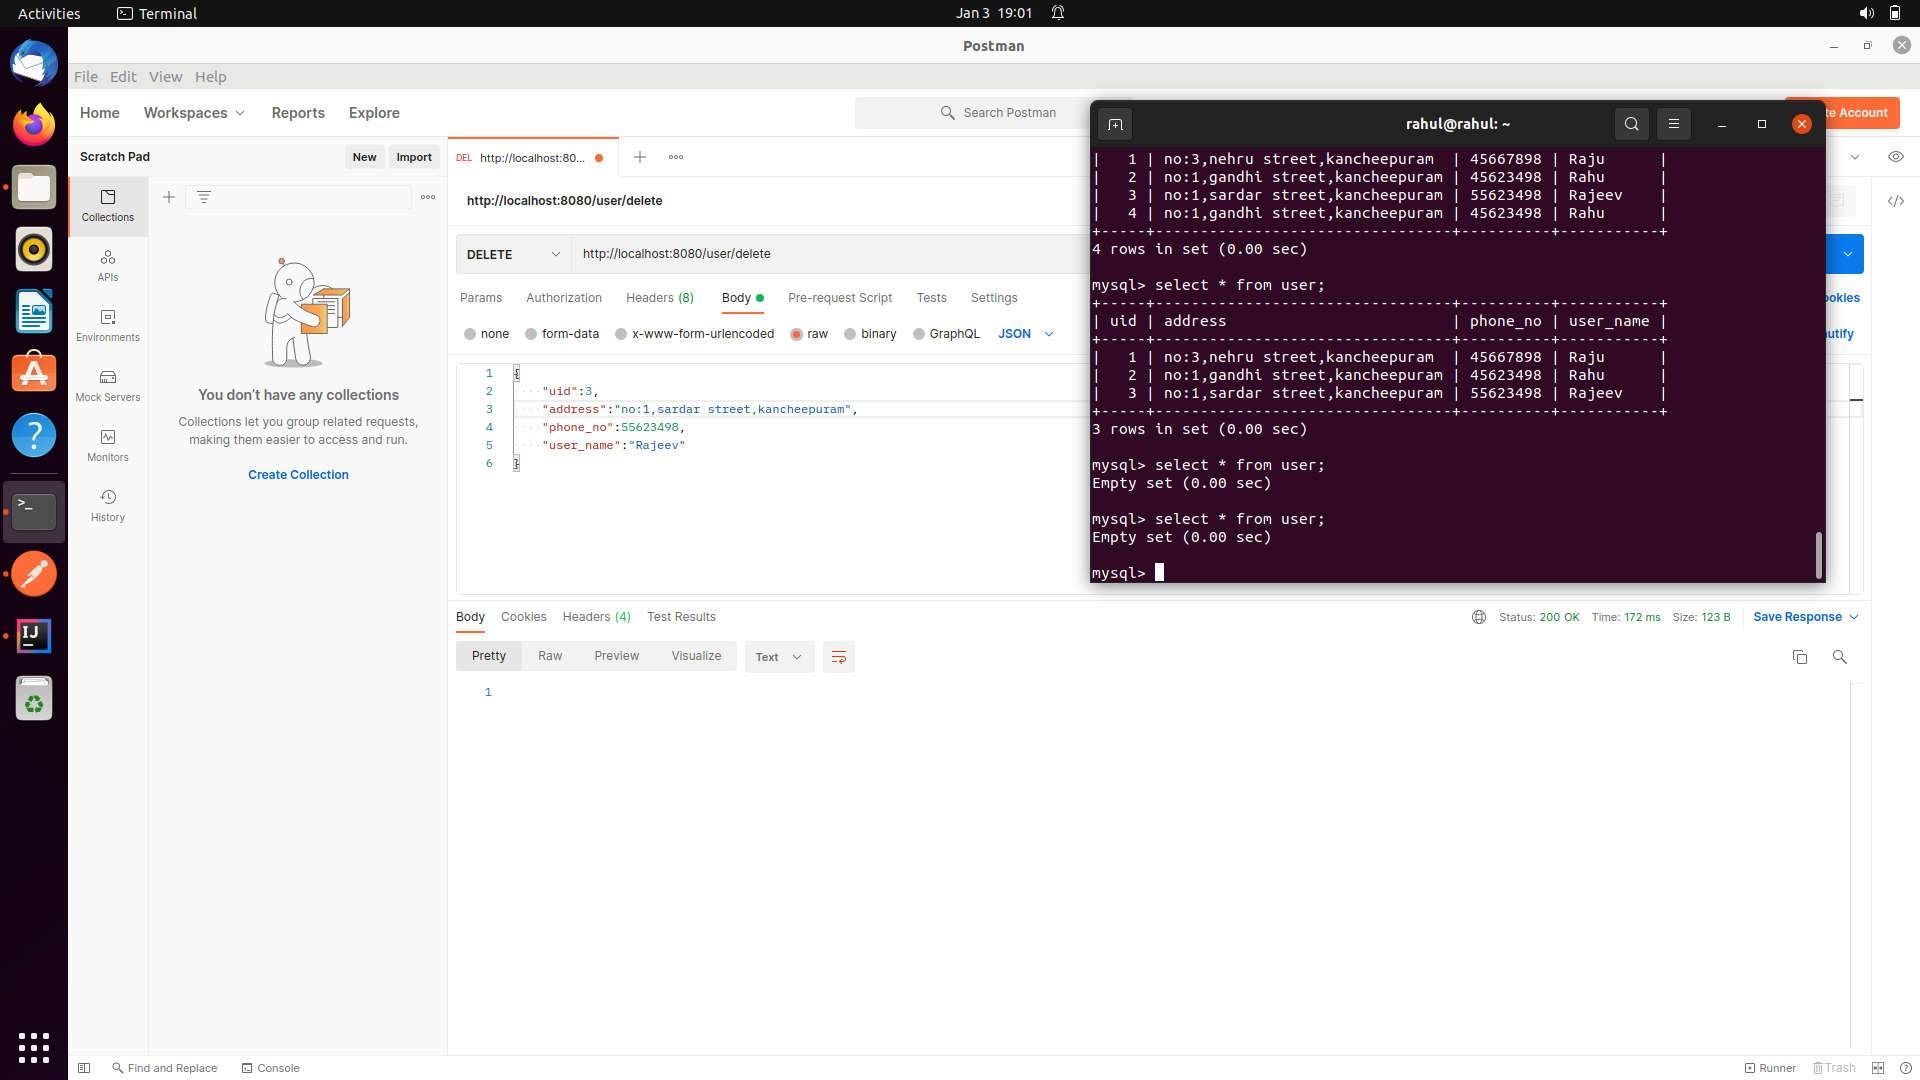 Activities
Terminal
Jan 3 19:01
Postman
File Edit View Help
Home Workspaces Reports Explore
Search Postman
te Account
Scratch Pad
New
Import
Collections
APIs
Environments
Mock Servers
Monitors
History
You don’t have any collections
Collections let you group related requests,
making them easier to access and run.
Create Collection
DEL http://localhost:80...
http://localhost:8080/user/delete
DELETE
http://localhost:8080/user/delete
Params Authorization Headers (8) Body Pre-request Script Tests Settings
ookies
none form-data x-www-form-urlencoded raw binary GraphQL JSON
autify
1 {
2 "uid":3,
3 "address":"no:1,sardar street,kancheepuram",
4 "phone_no":55623498,
5 "user_name":"Rajeev"
6 }
rahul@rahul: ~
| 1 | no:3,nehru street,kancheepuram | 45667898 | Raju |
| 2 | no:1,gandhi street,kancheepuram | 45623498 | Rahu |
| 3 | no:1,sardar street,kancheepuram | 55623498 | Rajeev |
| 4 | no:1,gandhi street,kancheepuram | 45623498 | Rahu |
+-----+---------------------------------+----------+-----------+
4 rows in set (0.00 sec)
mysql> select * from user;
+-----+---------------------------------+----------+-----------+
| uid | address | phone_no | user_name |
+-----+---------------------------------+----------+-----------+
| 1 | no:3,nehru street,kancheepuram | 45667898 | Raju |
| 2 | no:1,gandhi street,kancheepuram | 45623498 | Rahu |
| 3 | no:1,sardar street,kancheepuram | 55623498 | Rajeev |
+-----+---------------------------------+----------+-----------+
3 rows in set (0.00 sec)
mysql> select * from user;
Empty set (0.00 sec)
mysql> select * from user;
Empty set (0.00 sec)
mysql>
Body Cookies Headers (4) Test Results
Status: 200 OK Time: 172 ms Size: 123 B
Save Response
Pretty Raw Preview Visualize Text
1
Find and Replace
Console
Runner
Trash